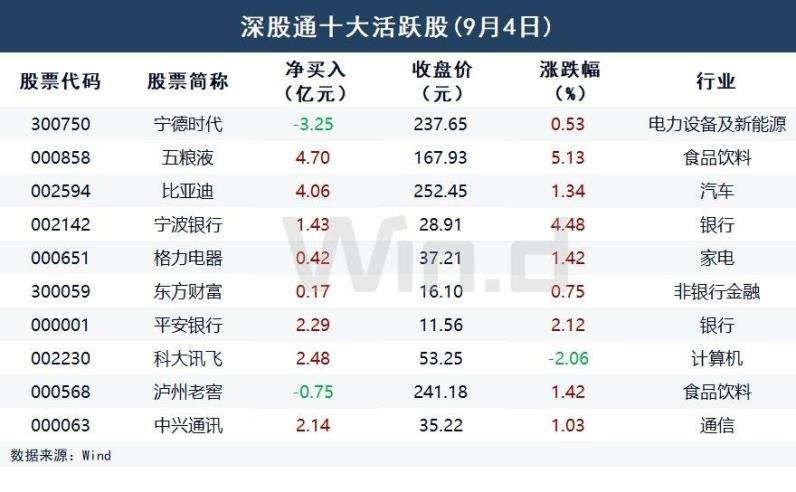 深股通十大活跃股(9月4日)
股票代码 股票简称 净买入（亿元） 收盘价（元） 涨跌幅（%） 行业
300750 宁德时代 -3.25 237.65 0.53 电力设备及新能源
000858 五粮液 4.70 167.93 5.13 食品饮料
002594 比亚迪 4.06 252.45 1.34 汽车
002142 宁波银行 1.43 28.91 4.48 银行
000651 格力电器 0.42 37.21 1.42 家电
300059 东方财富 0.17 16.10 0.75 非银行金融
000001 平安银行 2.29 11.56 2.12 银行
002230 科大讯飞 2.48 53.25 -2.06 计算机
000568 泸州老窖 -0.75 241.18 1.42 食品饮料
000063 中兴通讯 2.14 35.22 1.03 通信
数据来源：Wind
Win.d